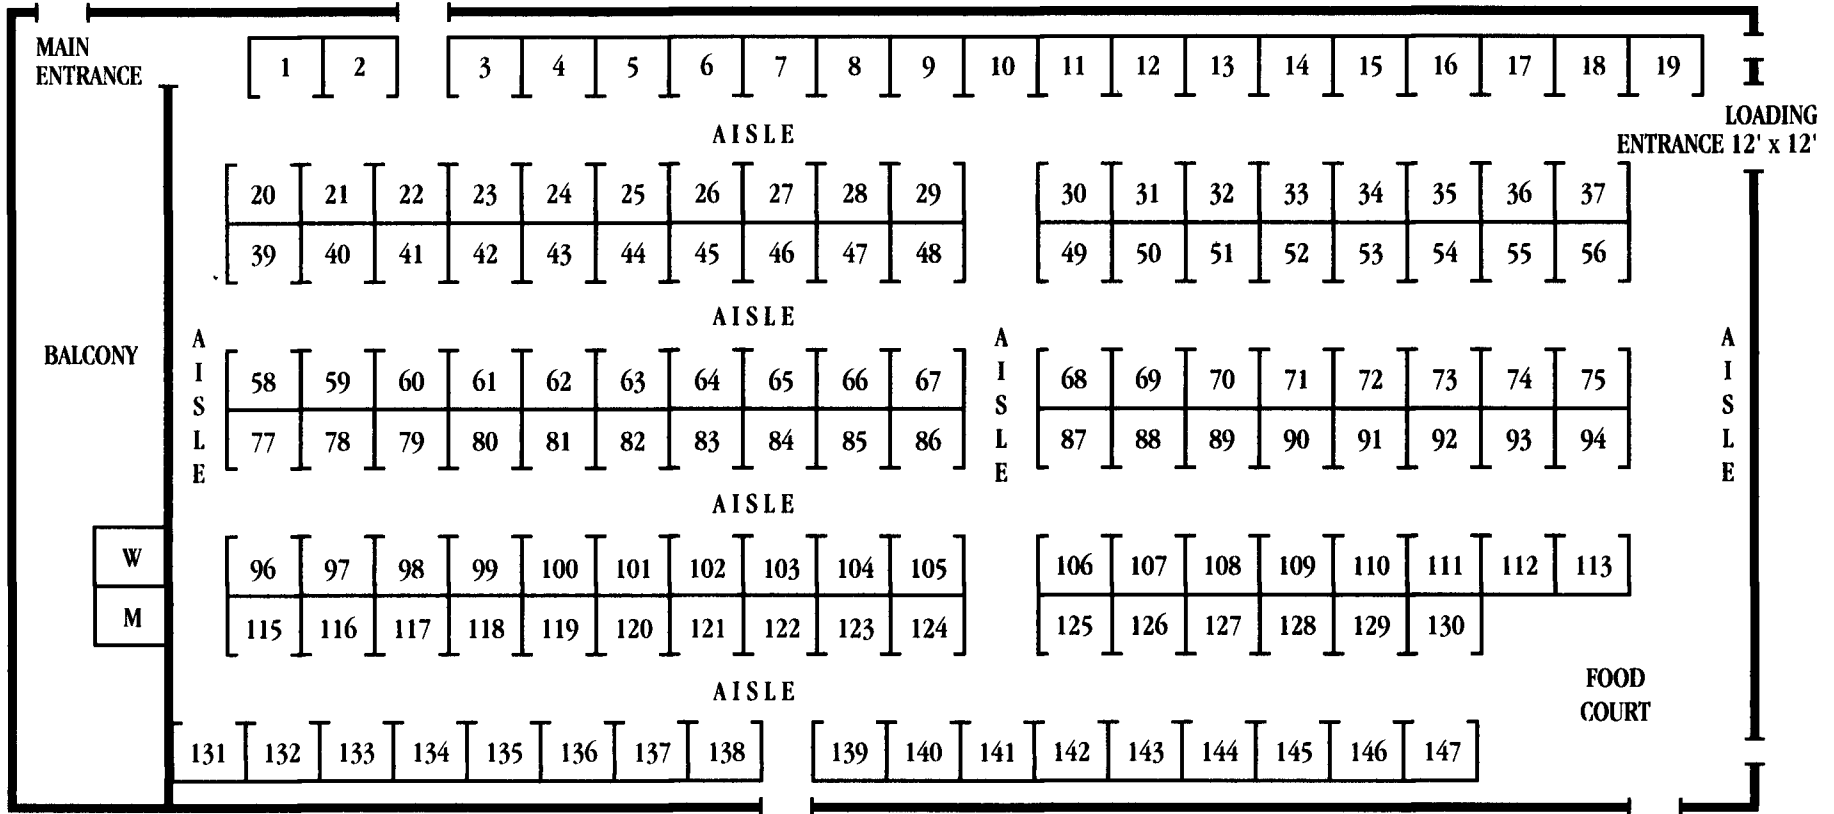 MAIN
ENTRANCE
1 2 3 4 5 6 7 8 9 10 11 12 13 14 15 16 17 18 19
LOADING
ENTRANCE 12' x 12'
AISLE
20 21 22 23 24 25 26 27 28 29 30 31 32 33 34 35 36 37
39 40 41 42 43 44 45 46 47 48 49 50 51 52 53 54 55 56
AISLE
BALCONY
AISLE
AISLE
AISLE
58 59 60 61 62 63 64 65 66 67 68 69 70 71 72 73 74 75
77 78 79 80 81 82 83 84 85 86 87 88 89 90 91 92 93 94
AISLE
W
M
96 97 98 99 100 101 102 103 104 105 106 107 108 109 110 111 112 113
115 116 117 118 119 120 121 122 123 124 125 126 127 128 129 130
AISLE
FOOD
COURT
131 132 133 134 135 136 137 138 139 140 141 142 143 144 145 146 147